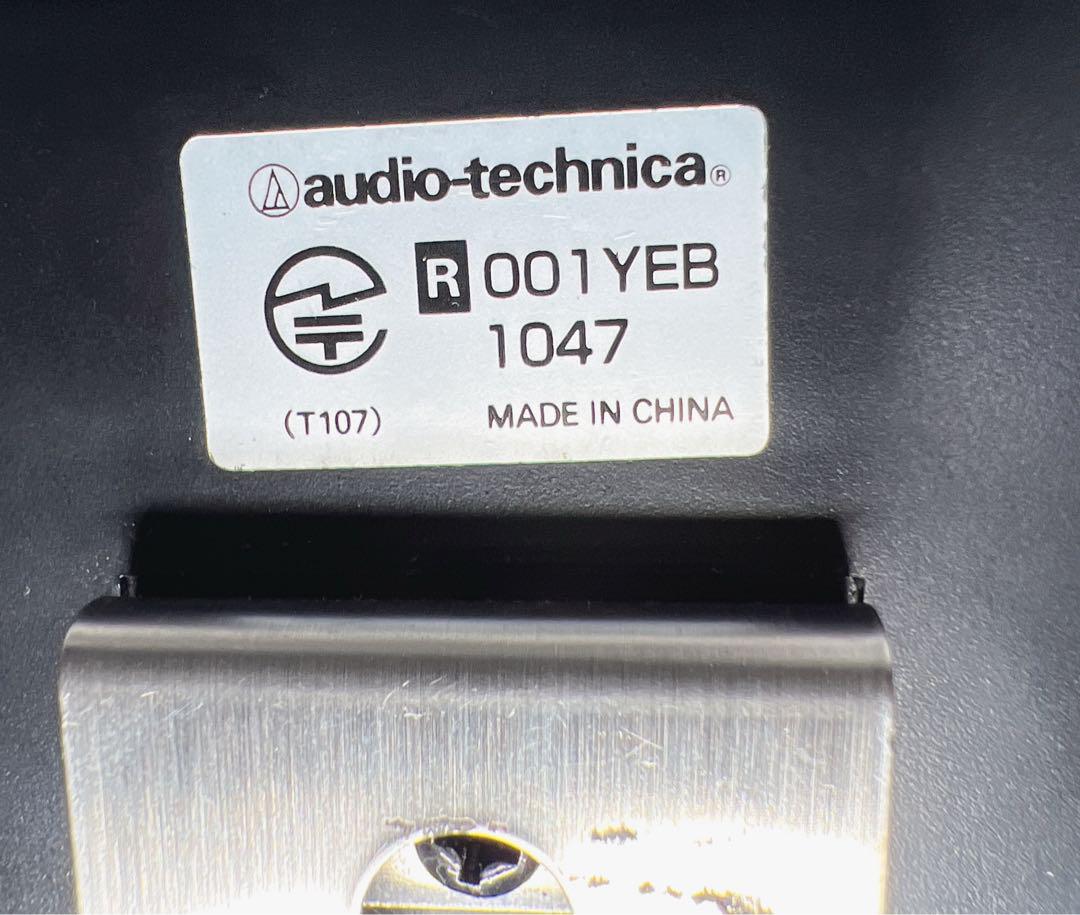 audio-technica®
R 001YEB
1047
(T107) MADE IN CHINA